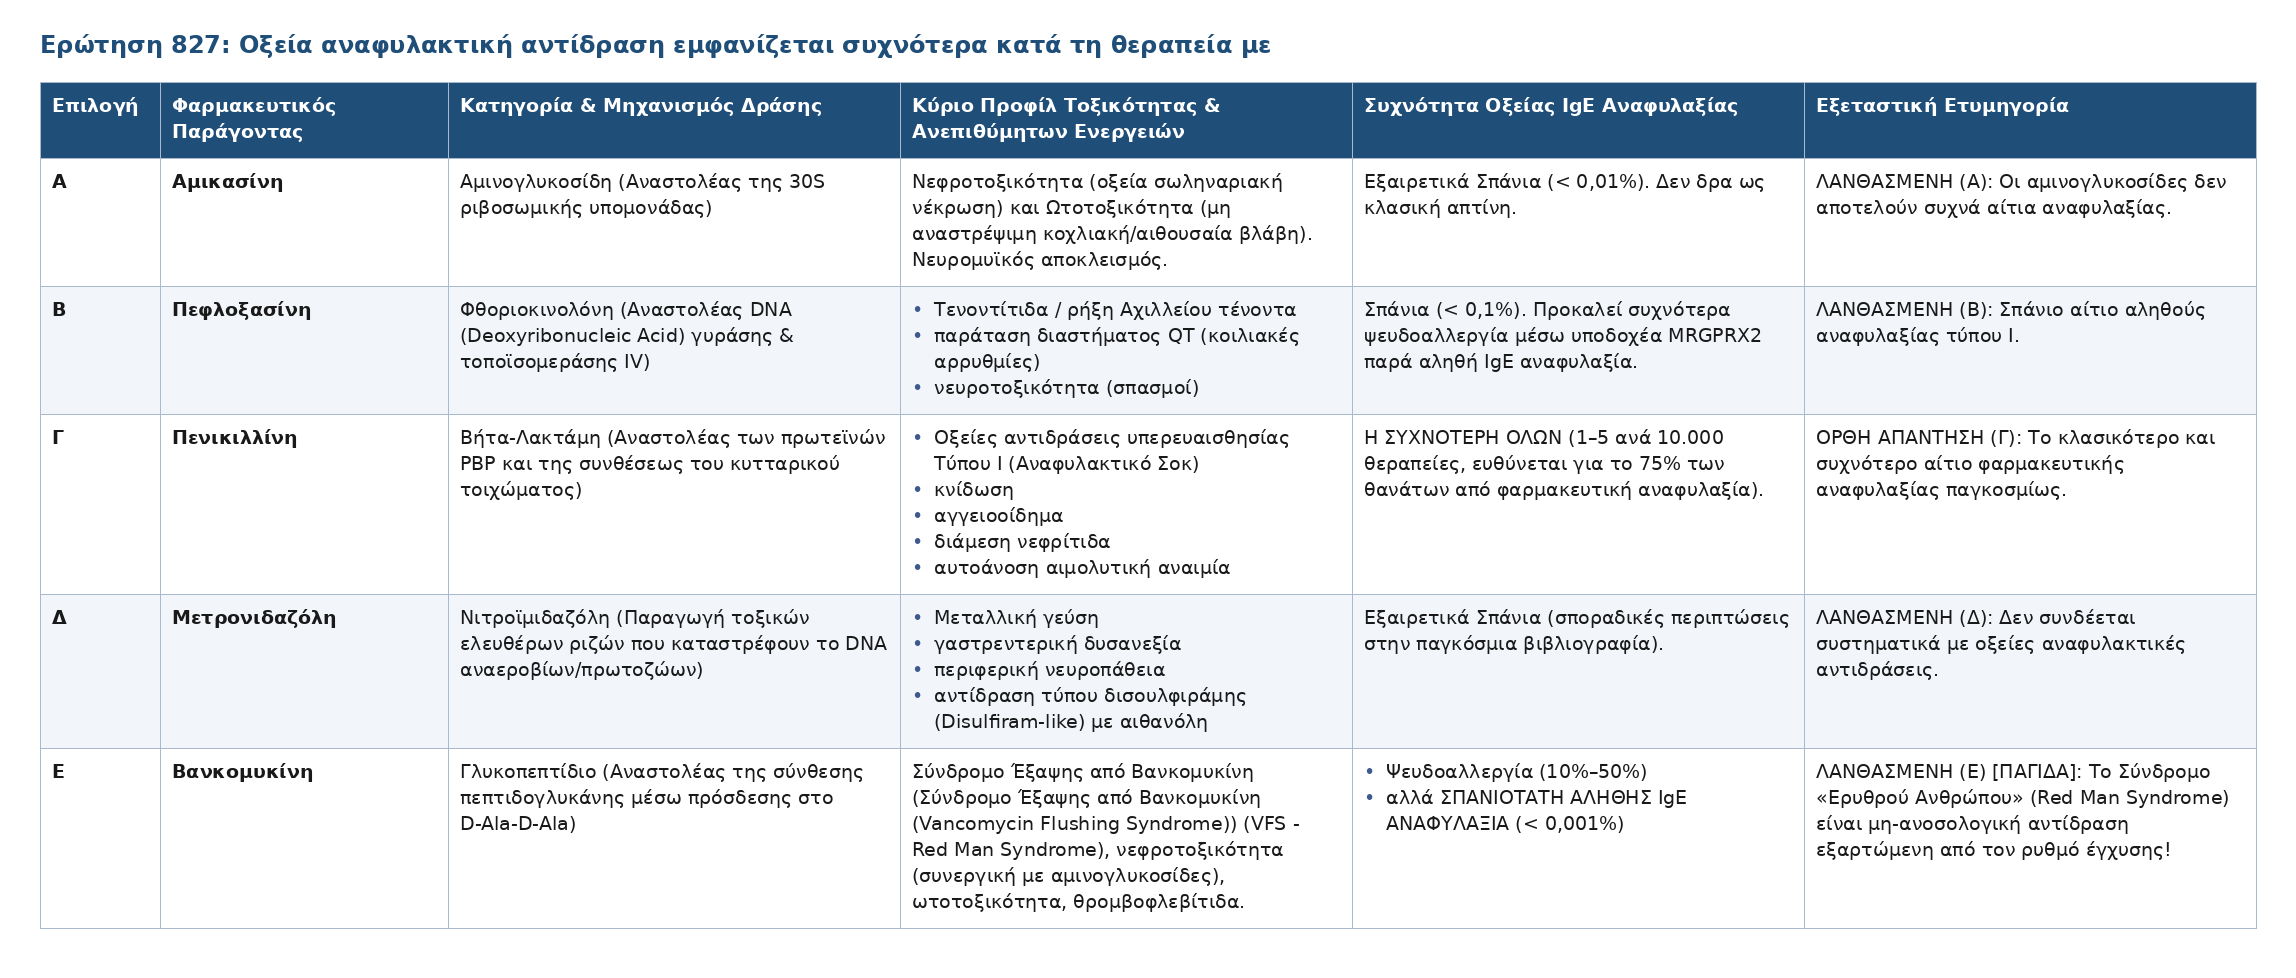 Ερώτηση 827: Οξεία αναφυλακτική αντίδραση εμφανίζεται συχνότερα κατά τη θεραπεία με
Επιλογή
Φαρμακευτικός
Παράγοντας
Κατηγορία & Μηχανισμός Δράσης
Κύριο Προφίλ Τοξικότητας &
Ανεπιθύμητων Ενεργειών
Συχνότητα Οξείας IgE Αναφυλαξίας
Εξεταστική Ετυμηγορία
Α
Αμικασίνη
Αμινογλυκοσίδη (Αναστολέας της 30S
ριβοσωμικής υπομονάδας)
Νεφροτοξικότητα (οξεία σωληναριακή
νέκρωση) και Ωτοτοξικότητα (μη
αναστρέψιμη κοχλιακή/αιθουσαία βλάβη).
Νευρομυϊκός αποκλεισμός.
Εξαιρετικά Σπάνια (< 0,01%). Δεν δρα ως
κλασική απτίνη.
ΛΑΝΘΑΣΜΕΝΗ (Α): Οι αμινογλυκοσίδες δεν
αποτελούν συχνά αίτια αναφυλαξίας.
Β
Πεφλοξασίνη
Φθοριοκινολόνη (Αναστολέας DNA
(Deoxyribonucleic Acid) γυράσης &
τοποϊσομεράσης IV)
• Τενοντίτιδα / ρήξη Αχιλλείου τένοντα
• παράταση διαστήματος QT (κοιλιακές
αρρυθμίες)
• νευροτοξικότητα (σπασμοί)
Σπάνια (< 0,1%). Προκαλεί συχνότερα
ψευδοαλλεργία μέσω υποδοχέα MRGPRX2
παρά αληθή IgE αναφυλαξία.
ΛΑΝΘΑΣΜΕΝΗ (Β): Σπάνιο αίτιο αληθούς
αναφυλαξίας τύπου Ι.
Γ
Πενικιλλίνη
Βήτα-Λακτάμη (Αναστολέας των πρωτεϊνών
PBP και της συνθέσεως του κυτταρικού
τοιχώματος)
• Οξείες αντιδράσεις υπερευαισθησίας
Τύπου Ι (Αναφυλακτικό Σοκ)
• κνίδωση
• αγγειοοίδημα
• διάμεση νεφρίτιδα
• αυτοάνοση αιμολυτική αναιμία
Η ΣΥΧΝΟΤΕΡΗ ΟΛΩΝ (1–5 ανά 10.000
θεραπείες, ευθύνεται για το 75% των
θανάτων από φαρμακευτική αναφυλαξία).
ΟΡΘΗ ΑΠΑΝΤΗΣΗ (Γ): Το κλασικότερο και
συχνότερο αίτιο φαρμακευτικής
αναφυλαξίας παγκοσμίως.
Δ
Μετρονιδαζόλη
Νιτροϊμιδαζόλη (Παραγωγή τοξικών
ελευθέρων ριζών που καταστρέφουν το DNA
αναεροβίων/πρωτοζώων)
• Μεταλλική γεύση
• γαστρεντερική δυσανεξία
• περιφερική νευροπάθεια
• αντίδραση τύπου δισουλφιράμης
(Disulfiram-like) με αιθανόλη
Εξαιρετικά Σπάνια (σποραδικές περιπτώσεις
στην παγκόσμια βιβλιογραφία).
ΛΑΝΘΑΣΜΕΝΗ (Δ): Δεν συνδέεται
συστηματικά με οξείες αναφυλακτικές
αντιδράσεις.
Ε
Βανκομυκίνη
Γλυκοπεπτίδιο (Αναστολέας της σύνθεσης
πεπτιδογλυκάνης μέσω πρόσδεσης στο
D-Ala-D-Ala)
Σύνδρομο Έξαψης από Βανκομυκίνη
(Σύνδρομο Έξαψης από Βανκομυκίνη
(Vancomycin Flushing Syndrome)) (VFS -
Red Man Syndrome), νεφροτοξικότητα
(συνεργική με αμινογλυκοσίδες),
ωτοτοξικότητα, θρομβοφλεβίτιδα.
• Ψευδοαλλεργία (10%–50%)
• αλλά ΣΠΑΝΙΟΤΑΤΗ ΑΛΗΘΗΣ IgE
ΑΝΑΦΥΛΑΞΙΑ (< 0,001%)
ΛΑΝΘΑΣΜΕΝΗ (Ε) [ΠΑΓΙΔΑ]: Το Σύνδρομο
«Ερυθρού Ανθρώπου» (Red Man Syndrome)
είναι μη-ανοσολογική αντίδραση
εξαρτώμενη από τον ρυθμό έγχυσης!